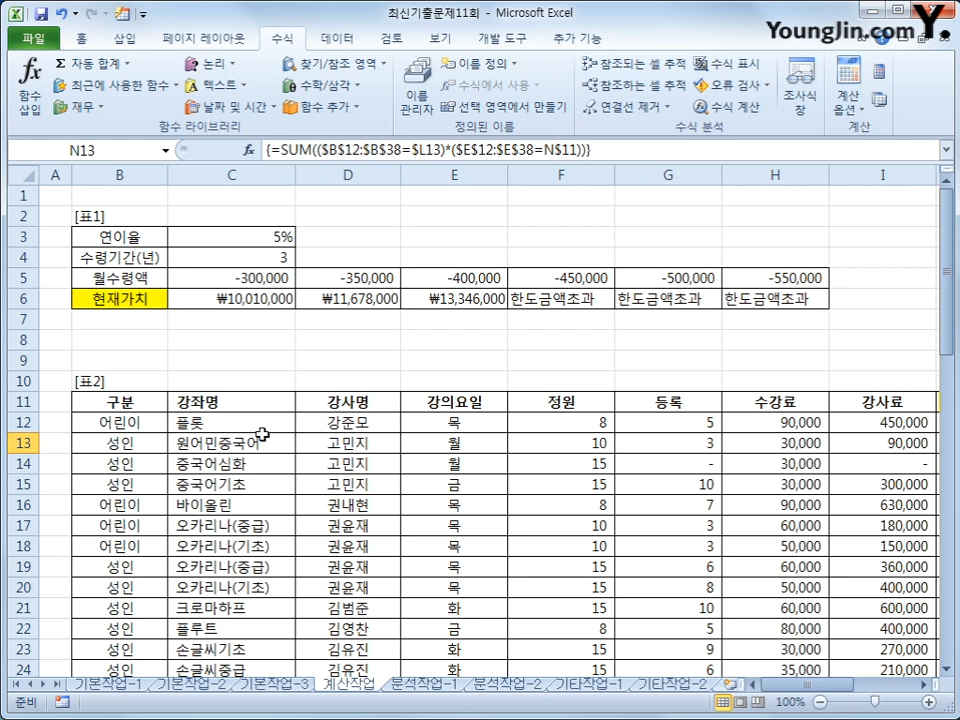 최신기출문제11회 - Microsoft Excel
Younglin.com Y.
파일 홈 삽입 페이지 레이아웃 수식 데이터 검토 보기 개발 도구 추가 기능
fx 함수 삽입
Σ 자동 합계 논리 찾기/참조 영역
최근에 사용한 함수 텍스트 수학/삼각
재무 날짜 및 시간 함수 추가
함수 라이브러리
이름 관리자
이름 정의
수식에서 사용
선택 영역에서 만들기
정의된 이름
참조되는 셀 추적 수식 표시
참조하는 셀 추적 오류 검사
연결선 제거 수식 계산
조사식 창
수식 분석
계산 옵션
계산
N13 fx {=SUM(($B$12:$B$38=$L13)*($E$12:$E$38=N$11))}
A B C D E F G H I
1
2 [표1]
3 연이율 5%
4 수령기간(년) 3
5 월수령액 -300,000 -350,000 -400,000 -450,000 -500,000 -550,000
6 현재가치 ₩10,010,000 ₩11,678,000 ₩13,346,000 한도금액초과 한도금액초과 한도금액초과
7
8
9
10 [표2]
11 구분 강좌명 강사명 강의요일 정원 등록 수강료 강사료
12 어린이 플룻 강준모 목 8 5 90,000 450,000
13 성인 원어민중국어 고민지 월 10 3 30,000 90,000
14 성인 중국어심화 고민지 월 15 - 30,000 -
15 성인 중국어기초 고민지 금 15 10 30,000 300,000
16 어린이 바이올린 권내현 목 8 7 90,000 630,000
17 어린이 오카리나(중급) 권윤재 목 10 3 60,000 180,000
18 어린이 오카리나(기초) 권윤재 목 10 3 50,000 150,000
19 성인 오카리나(중급) 권윤재 목 15 6 60,000 360,000
20 성인 오카리나(기초) 권윤재 목 15 8 50,000 400,000
21 성인 크로마하프 김범준 화 15 10 60,000 600,000
22 성인 플루트 김영찬 금 8 5 80,000 400,000
23 성인 손글씨기초 김유진 화 15 9 30,000 270,000
24 성인 손글씨중급 김유진 화 15 6 35,000 210,000
기본작업-1 기본작업-2 기본작업-3 계산작업 분석작업-1 분석작업-2 기타작업-1 기타작업-2
준비 100%